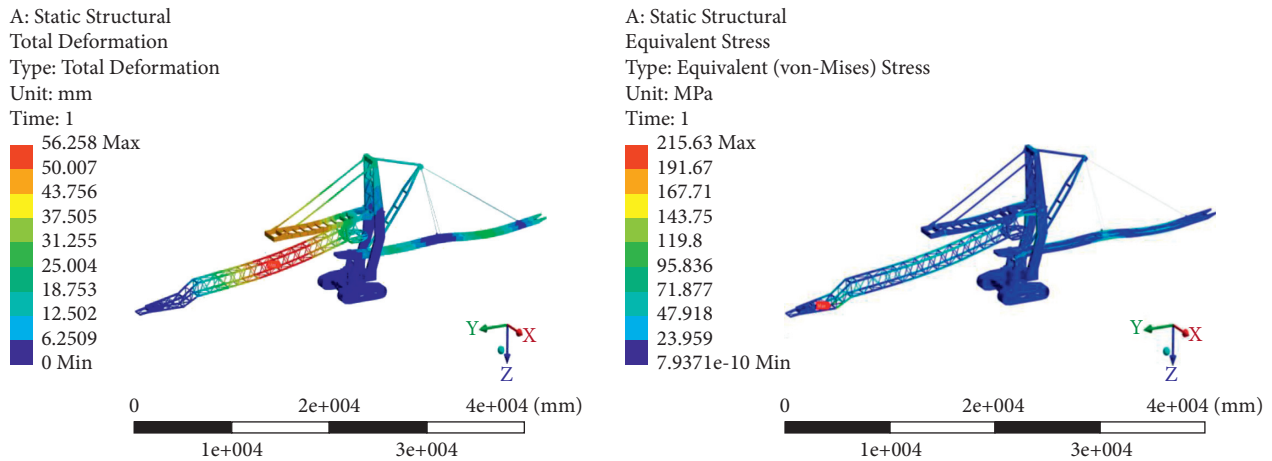 A: Static Structural
Total Deformation
Type: Total Deformation
Unit: mm
Time: 1
56.258 Max
50.007
43.756
37.505
31.255
25.004
18.753
12.502
6.2509
0 Min
Y
X
Z
0
2e+004
4e+004 (mm)
1e+004
3e+004
A: Static Structural
Equivalent Stress
Type: Equivalent (von-Mises) Stress
Unit: MPa
Time: 1
215.63 Max
191.67
167.71
143.75
119.8
95.836
71.877
47.918
23.959
7.9371e-10 Min
Y
X
Z
0
2e+004
4e+004 (mm)
1e+004
3e+004